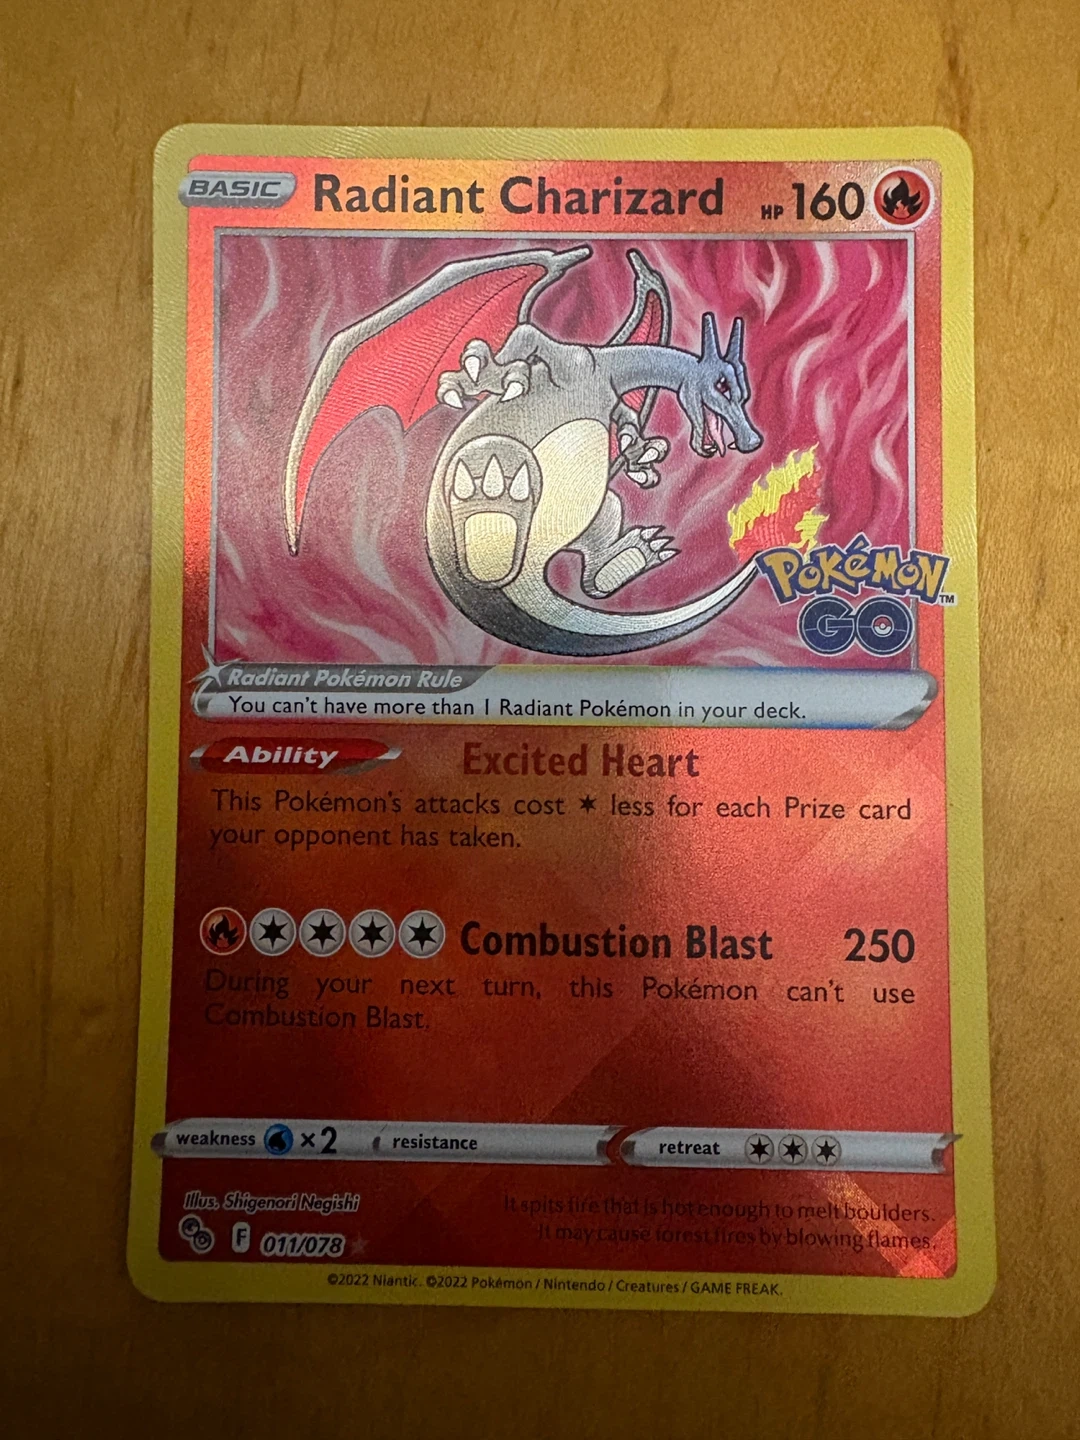 BASIC Radiant Charizard HP 160
POKéMON™
GO
Radiant Pokémon Rule
You can't have more than 1 Radiant Pokémon in your deck.
Ability Excited Heart
This Pokémon's attacks cost less for each Prize card
your opponent has taken.
Combustion Blast 250
During your next turn, this Pokémon can't use
Combustion Blast.
weakness ×2 resistance retreat
Illus. Shigenori Negishi
It spits fire that is hot enough to melt boulders.
It may cause forest fires by blowing flames.
F 011/078
©2022 Niantic. ©2022 Pokémon / Nintendo / Creatures / GAME FREAK.